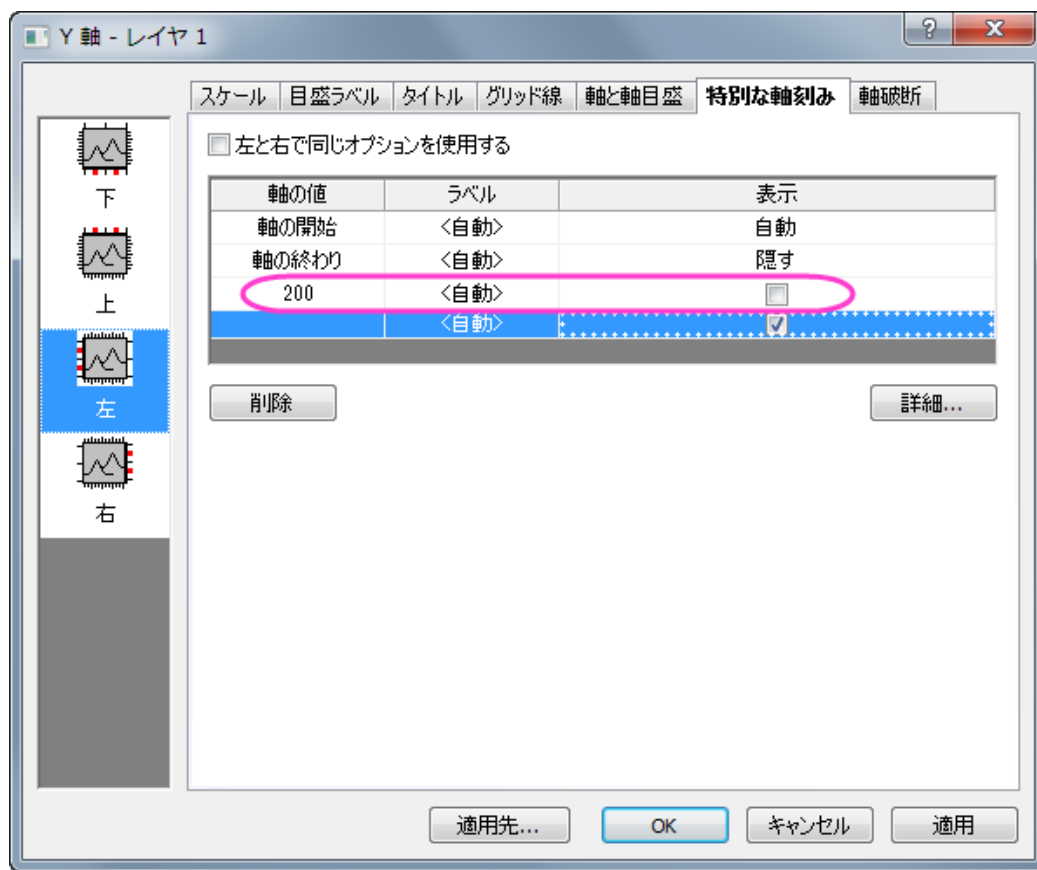 Y 軸 - レイヤ 1
スケール 目盛ラベル タイトル グリッド線 軸と軸目盛 特別な軸刻み 軸破断
左と右で同じオプションを使用する
軸の値 ラベル 表示
軸の開始 <自動> 自動
軸の終わり <自動> 隠す
200 <自動>
<自動>
下
上
左
右
削除 詳細...
適用先... OK キャンセル 適用